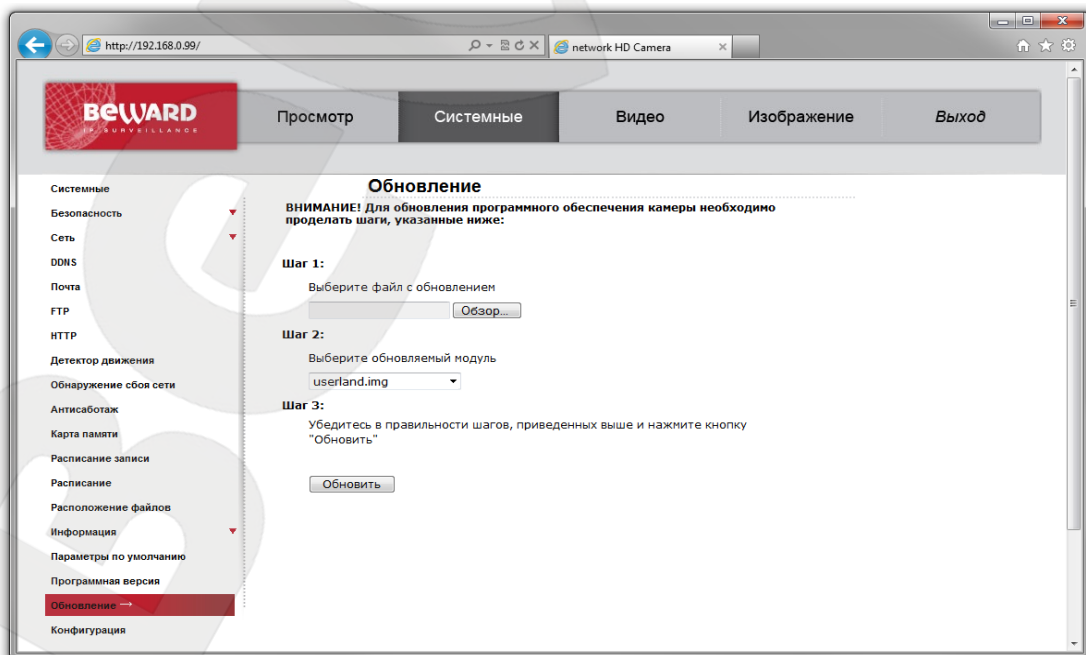 http://192.168.0.99/
network HD Camera
BEWARD
IP SURVEILLANCE
Просмотр
Системные
Видео
Изображение
Выход
Системные
Безопасность
Сеть
DDNS
Почта
FTP
HTTP
Детектор движения
Обнаружение сбоя сети
Антисаботаж
Карта памяти
Расписание записи
Расписание
Расположение файлов
Информация
Параметры по умолчанию
Программная версия
Обновление →
Конфигурация
Обновление
ВНИМАНИЕ! Для обновления программного обеспечения камеры необходимо
проделать шаги, указанные ниже:
Шаг 1:
Выберите файл с обновлением
Обзор...
Шаг 2:
Выберите обновляемый модуль
userland.img
Шаг 3:
Убедитесь в правильности шагов, приведенных выше и нажмите кнопку
"Обновить"
Обновить